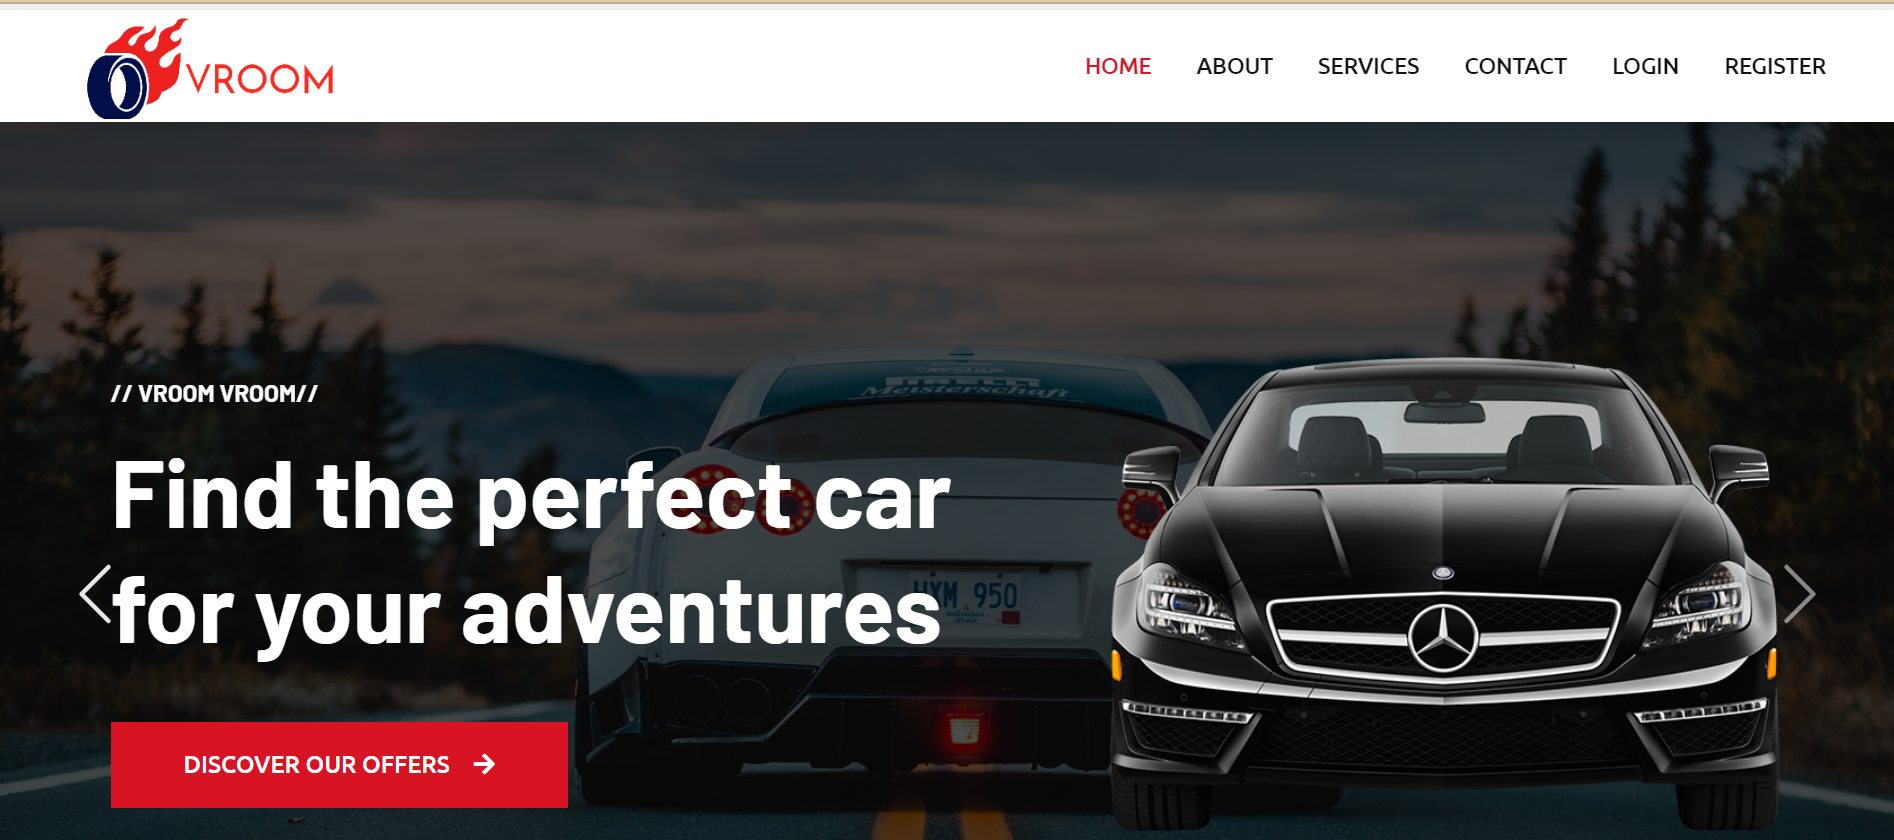 VROOM
HOME ABOUT SERVICES CONTACT LOGIN REGISTER
// VROOM VROOM//
Meisterschaft
Find the perfect car
for your adventures
HXM 950
DISCOVER OUR OFFERS